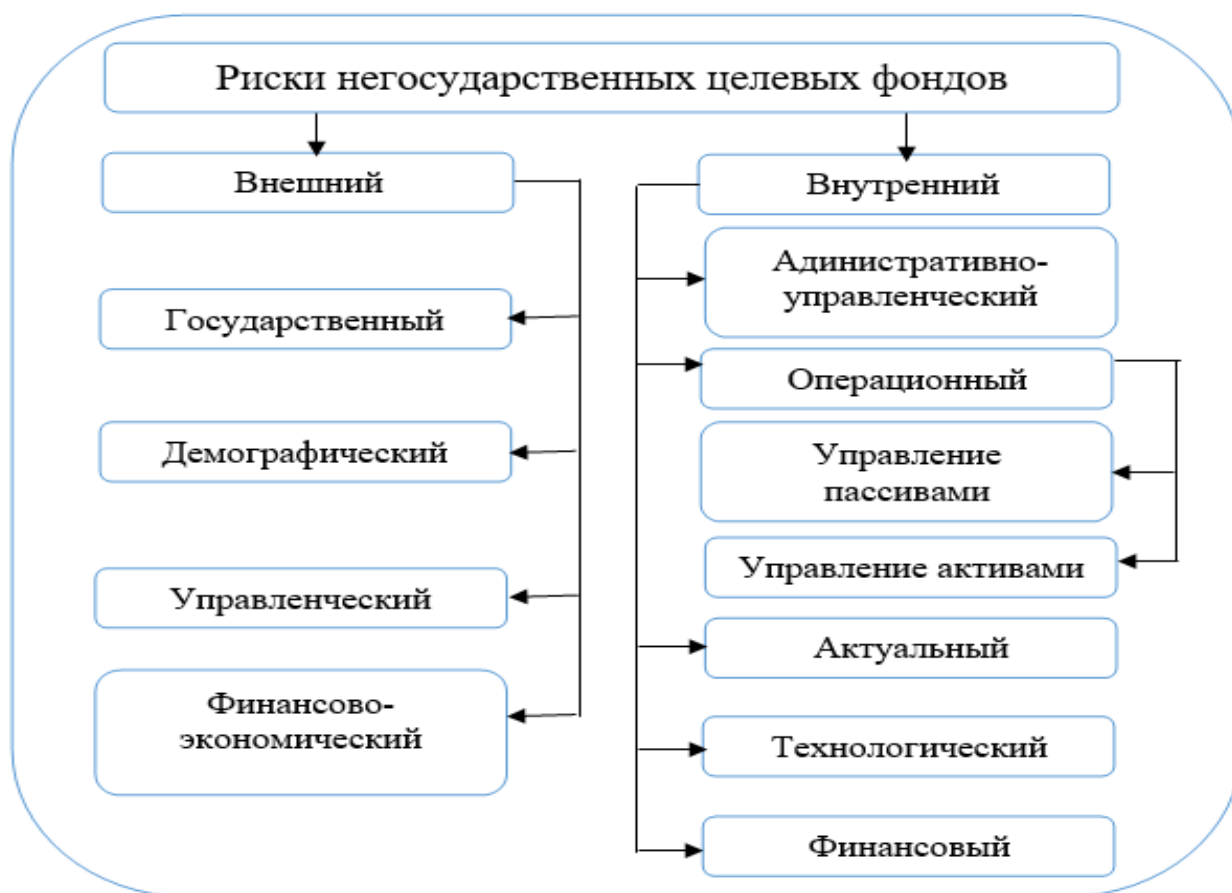 Риски негосударственных целевых фондов
Внешний
Государственный
Демографический
Управленческий
Финансово-
экономический
Внутренний
Адинистративно-
управленческий
Операционный
Управление
пассивами
Управление активами
Актуальный
Технологический
Финансовый